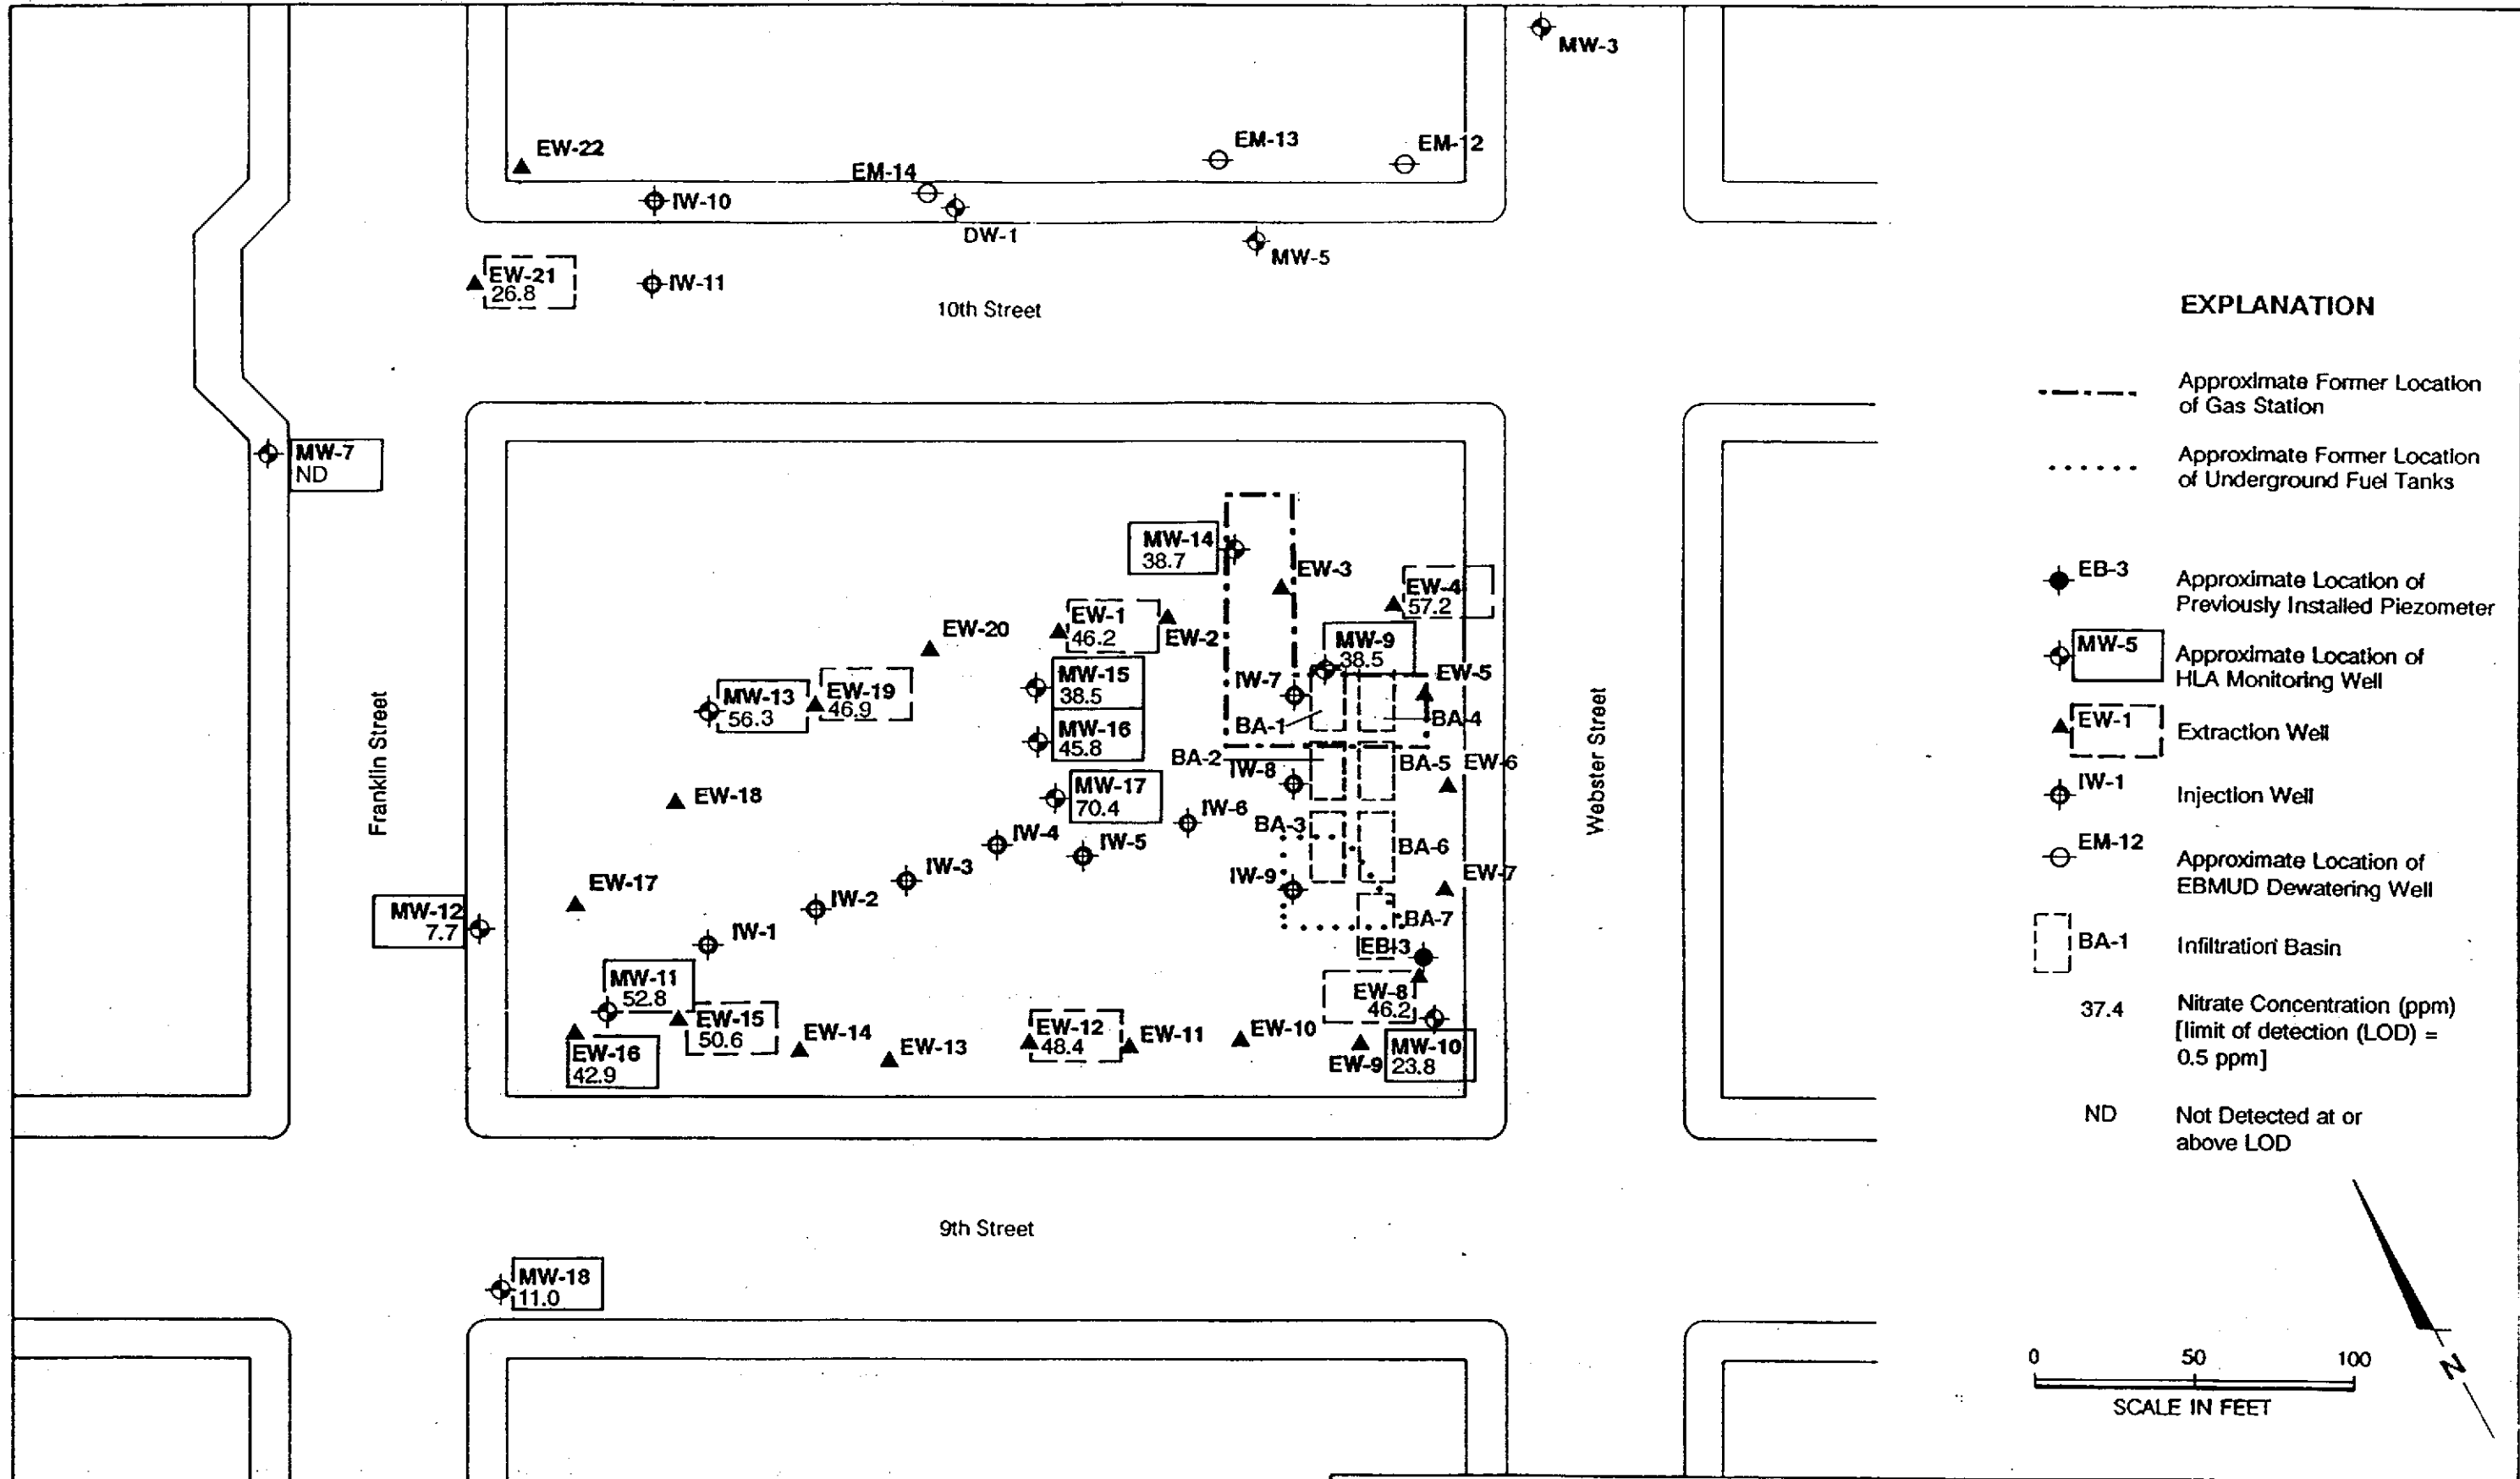 MW-3
EW-22
EM-13
EM-12
EM-14
IW-10
DW-1
MW-5
EW-21
26.8
IW-11
10th Street
MW-7
ND
MW-14
38.7
EW-3
EW-4
57.2
EW-1
46.2
EW-2
EW-20
MW-9
38.5
MW-15
38.5
IW-7
EW-5
MW-13
56.3
EW-19
46.9
BA-1
BA-4
MW-16
45.8
BA-2
IW-8
BA-5
EW-6
MW-17
70.4
EW-18
IW-6
BA-3
IW-4
IW-5
BA-6
IW-3
IW-9
EW-7
EW-17
IW-2
MW-12
7.7
BA-7
IW-1
EB-3
MW-11
52.8
EW-8
46.2
EW-15
50.6
EW-14
EW-13
EW-12
48.4
EW-11
EW-10
EW-16
42.9
EW-9
MW-10
23.8
Franklin Street
Webster Street
9th Street
MW-18
11.0
EXPLANATION
Approximate Former Location
of Gas Station
Approximate Former Location
of Underground Fuel Tanks
EB-3
Approximate Location of
Previously Installed Piezometer
MW-5
Approximate Location of
HLA Monitoring Well
EW-1
Extraction Well
IW-1
Injection Well
EM-12
Approximate Location of
EBMUD Dewatering Well
BA-1
Infiltration Basin
37.4
Nitrate Concentration (ppm)
[limit of detection (LOD) =
0.5 ppm]
ND
Not Detected at or
above LOD
N
0 50 100
SCALE IN FEET